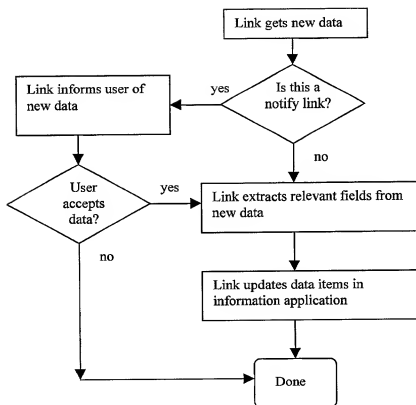 Link gets new data
Is this a
notify link?
yes
Link informs user of
new data
no
User
accepts
data?
yes
Link extracts relevant fields from
new data
no
Link updates data items in
information application
Done